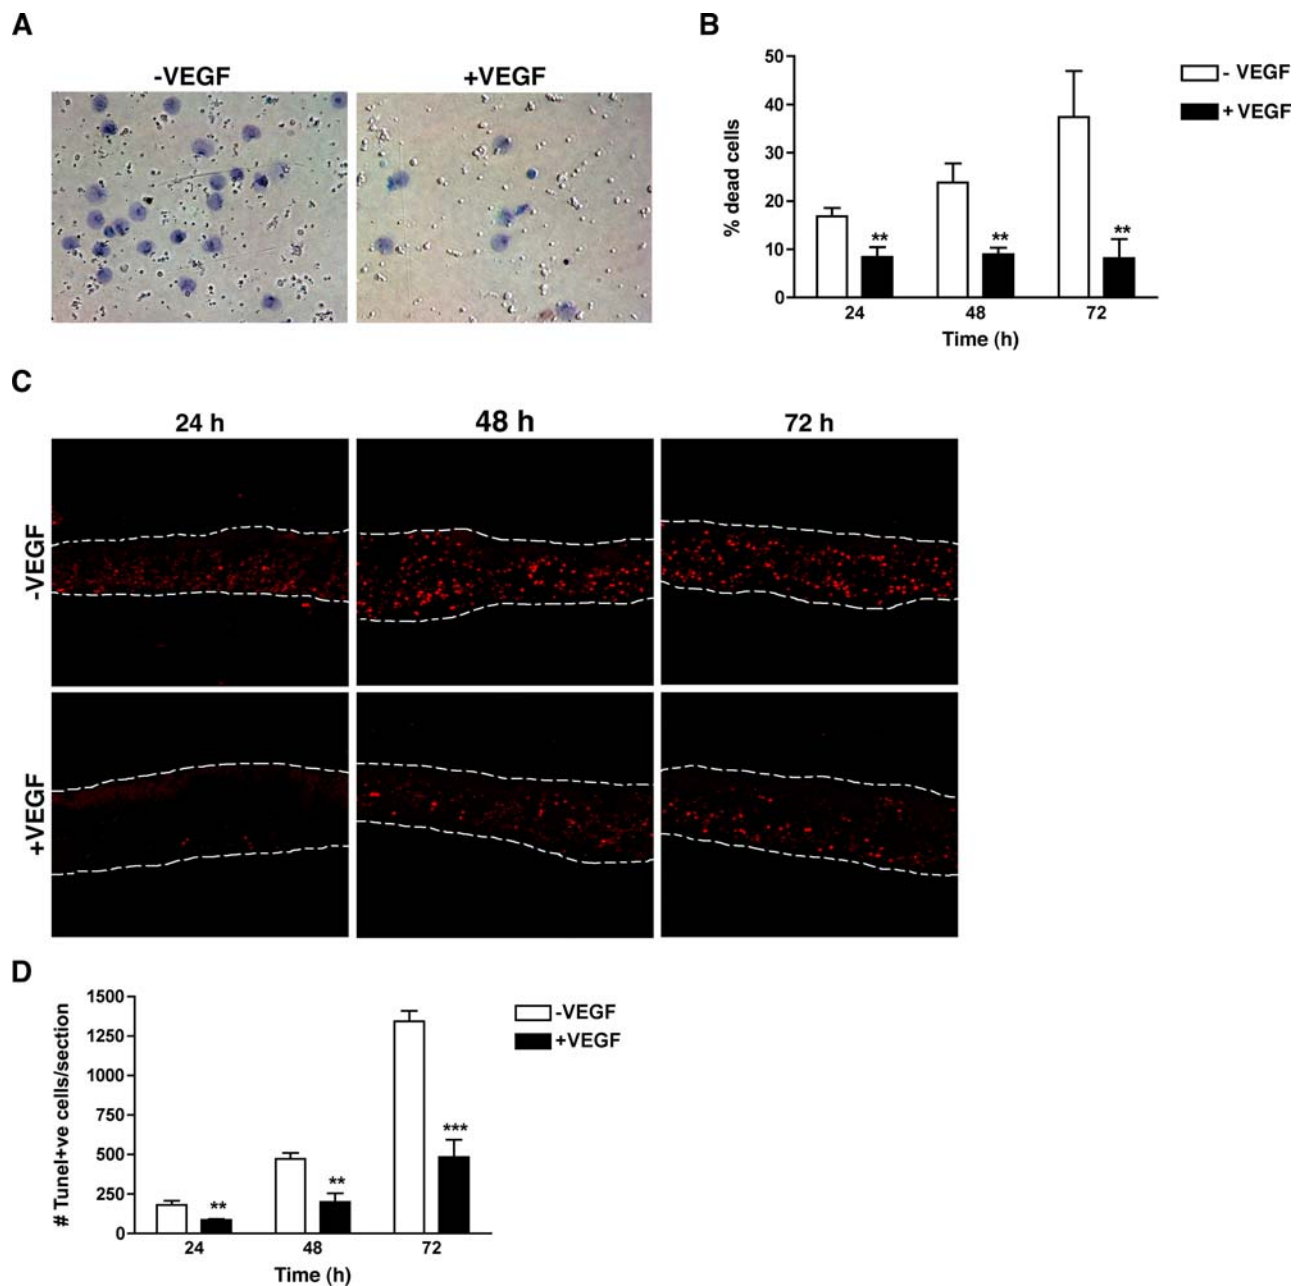 A
-VEGF
+VEGF
B
50
40
30
20
10
0
% dead cells
**
**
**
24
48
72
Time (h)
- VEGF
+ VEGF
C
24 h
48 h
72 h
-VEGF
+VEGF
D
1500
1250
1000
750
500
250
0
# Tunel+ve cells/section
**
**
***
24
48
72
Time (h)
-VEGF
+VEGF